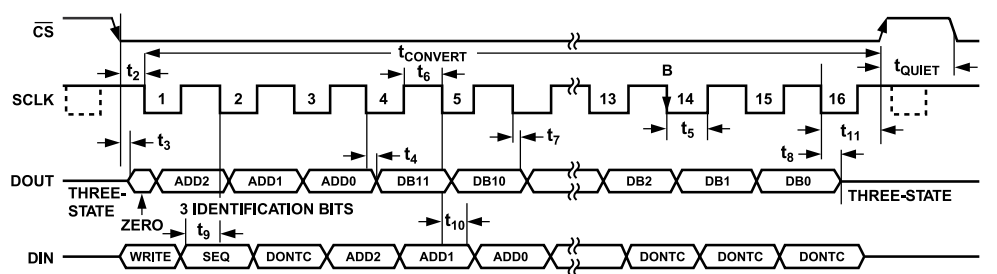 CS
tCONVERT
t2
t6
B
tQUIET
SCLK
1 2 3 4 5 13 14 15 16
t3
t4
t7
t5
t8
t11
DOUT
ADD2 ADD1 ADD0 DB11 DB10 DB2 DB1 DB0
THREE-
STATE
THREE-STATE
ZERO
3 IDENTIFICATION BITS
t9
t10
DIN
WRITE SEQ DONTC ADD2 ADD1 ADD0 DONTC DONTC DONTC